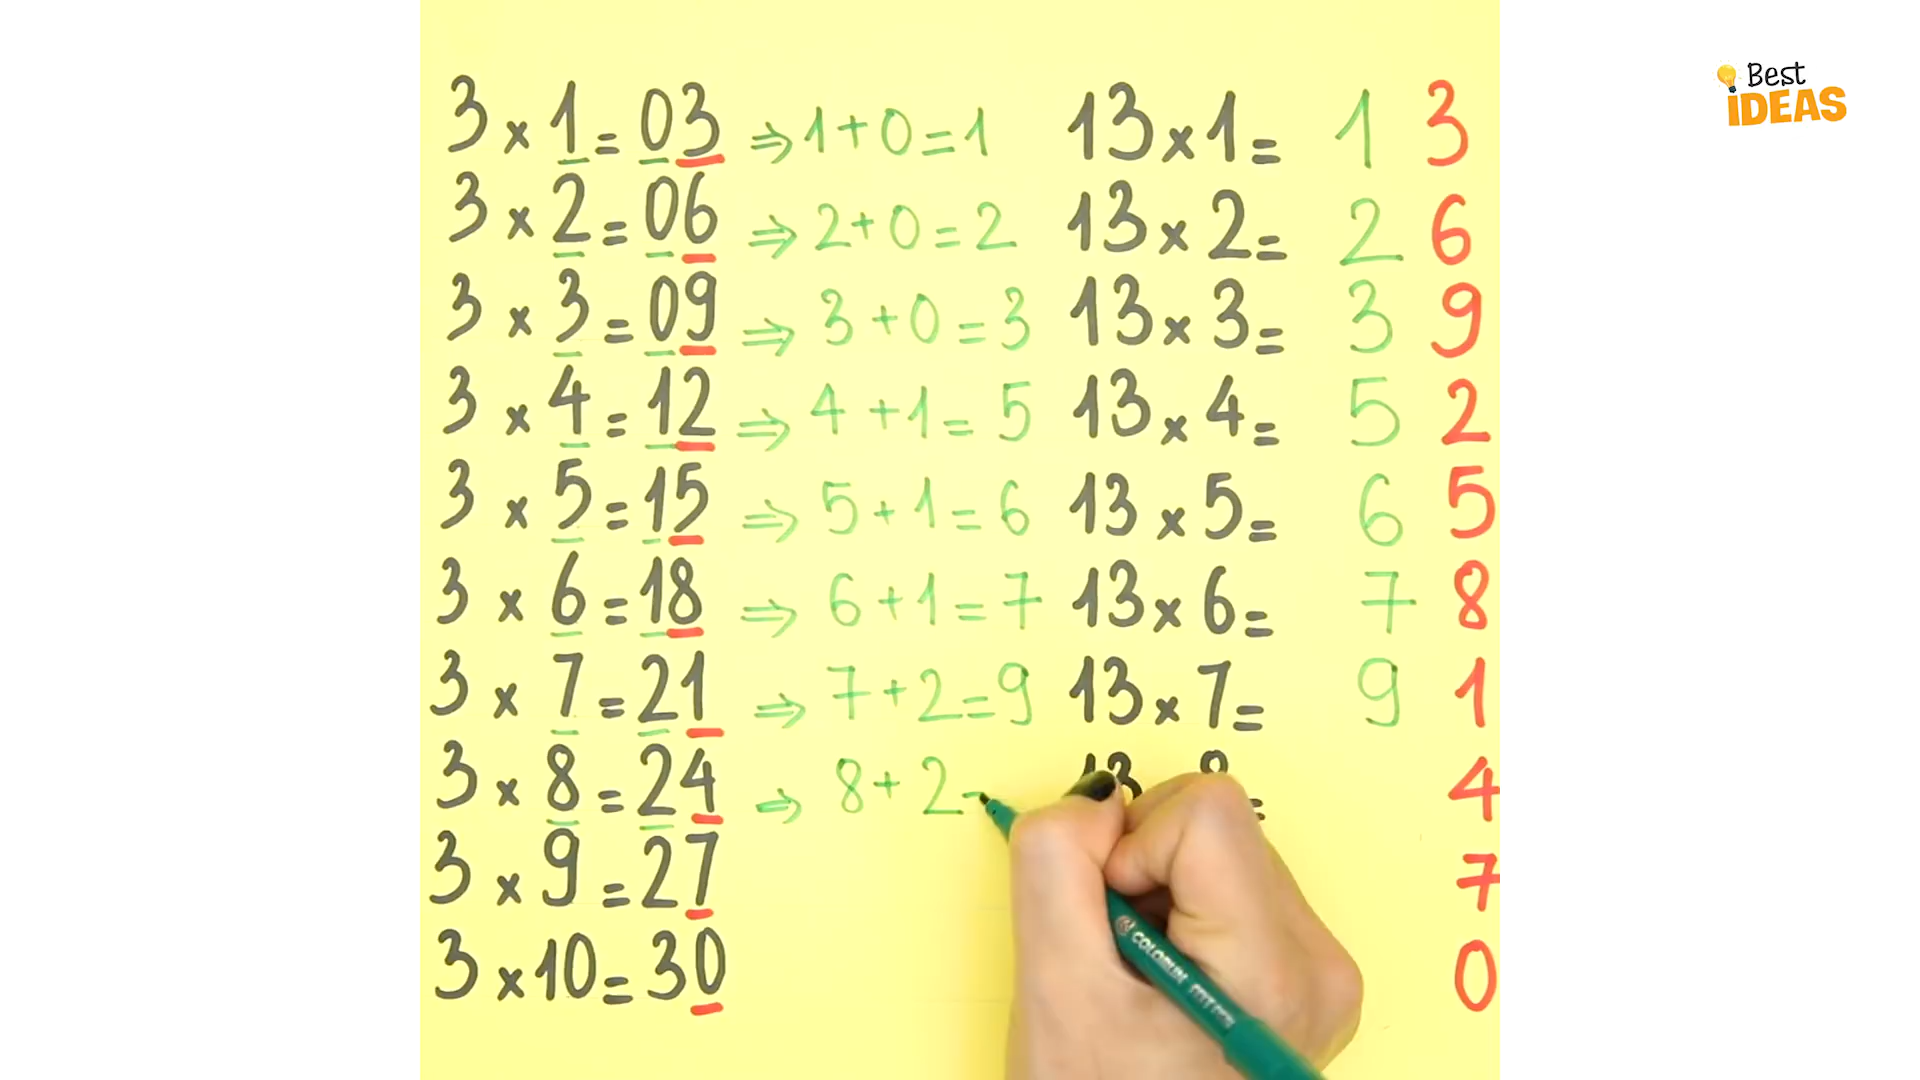 3 × 1 = 03 ⇒ 1 + 0 = 1 13 × 1 = 1 3
3 × 2 = 06 ⇒ 2 + 0 = 2 13 × 2 = 2 6
3 × 3 = 09 ⇒ 3 + 0 = 3 13 × 3 = 3 9
3 × 4 = 12 ⇒ 4 + 1 = 5 13 × 4 = 5 2
3 × 5 = 15 ⇒ 5 + 1 = 6 13 × 5 = 6 5
3 × 6 = 18 ⇒ 6 + 1 = 7 13 × 6 = 7 8
3 × 7 = 21 ⇒ 7 + 2 = 9 13 × 7 = 9 1
3 × 8 = 24 ⇒ 8 + 2 - 13 8 = 4
3 × 9 = 27 7
3 × 10 = 30 0
Best
IDEAS
COLORINO